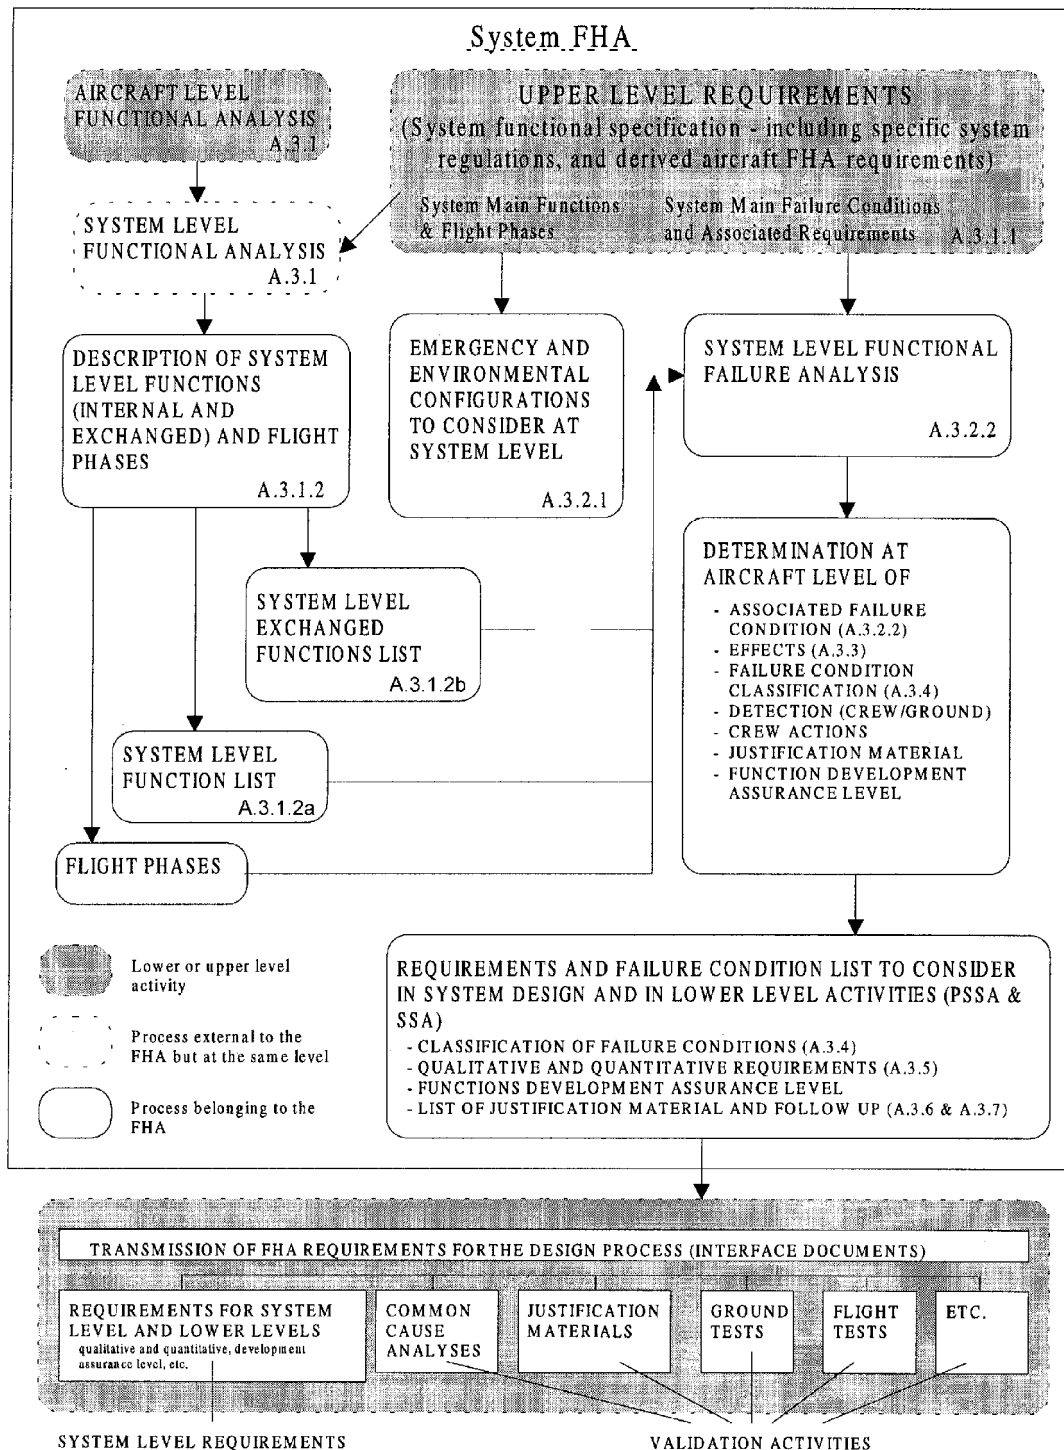 System FHA
AIRCRAFT LEVEL
FUNCTIONAL ANALYSIS
A.3.1
UPPER LEVEL REQUIREMENTS
(System functional specification - including specific system
regulations, and derived aircraft FHA requirements)
System Main Functions
& Flight Phases
System Main Failure Conditions
and Associated Requirements
A.3.1.1
SYSTEM LEVEL
FUNCTIONAL ANALYSIS
A.3.1
DESCRIPTION OF SYSTEM
LEVEL FUNCTIONS
(INTERNAL AND
EXCHANGED) AND FLIGHT
PHASES
A.3.1.2
EMERGENCY AND
ENVIRONMENTAL
CONFIGURATIONS
TO CONSIDER AT
SYSTEM LEVEL
A.3.2.1
SYSTEM LEVEL FUNCTIONAL
FAILURE ANALYSIS
A.3.2.2
SYSTEM LEVEL
EXCHANGED
FUNCTIONS LIST
A.3.1.2b
SYSTEM LEVEL
FUNCTION LIST
A.3.1.2a
FLIGHT PHASES
DETERMINATION AT
AIRCRAFT LEVEL OF
- ASSOCIATED FAILURE
CONDITION (A.3.2.2)
- EFFECTS (A.3.3)
- FAILURE CONDITION
CLASSIFICATION (A.3.4)
- DETECTION (CREW/GROUND)
- CREW ACTIONS
- JUSTIFICATION MATERIAL
- FUNCTION DEVELOPMENT
ASSURANCE LEVEL
Lower or upper level
activity
Process external to the
FHA but at the same level
Process belonging to the
FHA
REQUIREMENTS AND FAILURE CONDITION LIST TO CONSIDER
IN SYSTEM DESIGN AND IN LOWER LEVEL ACTIVITIES (PSSA &
SSA)
- CLASSIFICATION OF FAILURE CONDITIONS (A.3.4)
- QUALITATIVE AND QUANTITATIVE REQUIREMENTS (A.3.5)
- FUNCTIONS DEVELOPMENT ASSURANCE LEVEL
- LIST OF JUSTIFICATION MATERIAL AND FOLLOW UP (A.3.6 & A.3.7)
TRANSMISSION OF FHA REQUIREMENTS FORTHE DESIGN PROCESS (INTERFACE DOCUMENTS)
REQUIREMENTS FOR SYSTEM
LEVEL AND LOWER LEVELS
qualitative and quantitative, development
assurance level, etc.
COMMON
CAUSE
ANALYSES
JUSTIFICATION
MATERIALS
GROUND
TESTS
FLIGHT
TESTS
ETC.
SYSTEM LEVEL REQUIREMENTS
VALIDATION ACTIVITIES